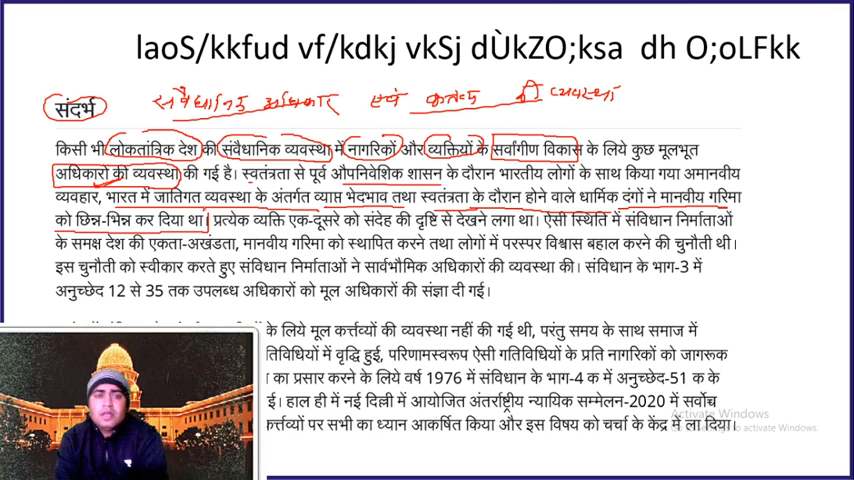 laoS/kkfud vf/kdkj vkSj dÙkZO;ksa dh O;oLFkk
संदर्भ
संवैधानिक अधिकार एवं कर्तव्य की व्यवस्था
किसी भी लोकतांत्रिक देश की संवैधानिक व्यवस्था में नागरिकों और व्यक्तियों के सर्वांगीण विकास के लिये कुछ मूलभूत
अधिकारों की व्यवस्था की गई है। स्वतंत्रता से पूर्व औपनिवेशिक शासन के दौरान भारतीय लोगों के साथ किया गया अमानवीय
व्यवहार, भारत में जातिगत व्यवस्था के अंतर्गत व्याप्त भेदभाव तथा स्वतंत्रता के दौरान होने वाले धार्मिक दंगों ने मानवीय गरिमा
को छिन्न-भिन्न कर दिया था। प्रत्येक व्यक्ति एक-दूसरे को संदेह की दृष्टि से देखने लगा था। ऐसी स्थिति में संविधान निर्माताओं
के समक्ष देश की एकता-अखंडता, मानवीय गरिमा को स्थापित करने तथा लोगों में परस्पर विश्वास बहाल करने की चुनौती थी।
इस चुनौती को स्वीकार करते हुए संविधान निर्माताओं ने सार्वभौमिक अधिकारों की व्यवस्था की। संविधान के भाग-3 में
अनुच्छेद 12 से 35 तक उपलब्ध अधिकारों को मूल अधिकारों की संज्ञा दी गई।
के लिये मूल कर्त्तव्यों की व्यवस्था नहीं की गई थी, परंतु समय के साथ समाज में
तिविधियों में वृद्धि हुई, परिणामस्वरूप ऐसी गतिविधियों के प्रति नागरिकों को जागरूक
का प्रसार करने के लिये वर्ष 1976 में संविधान के भाग-4 क में अनुच्छेद-51 क के
ई। हाल ही में नई दिल्ली में आयोजित अंतर्राष्ट्रीय न्यायिक सम्मेलन-2020 में सर्वोच्च
कर्त्तव्यों पर सभी का ध्यान आकर्षित किया और इस विषय को चर्चा के केंद्र में ला दिया।
Activate Windows
to activate Windows.